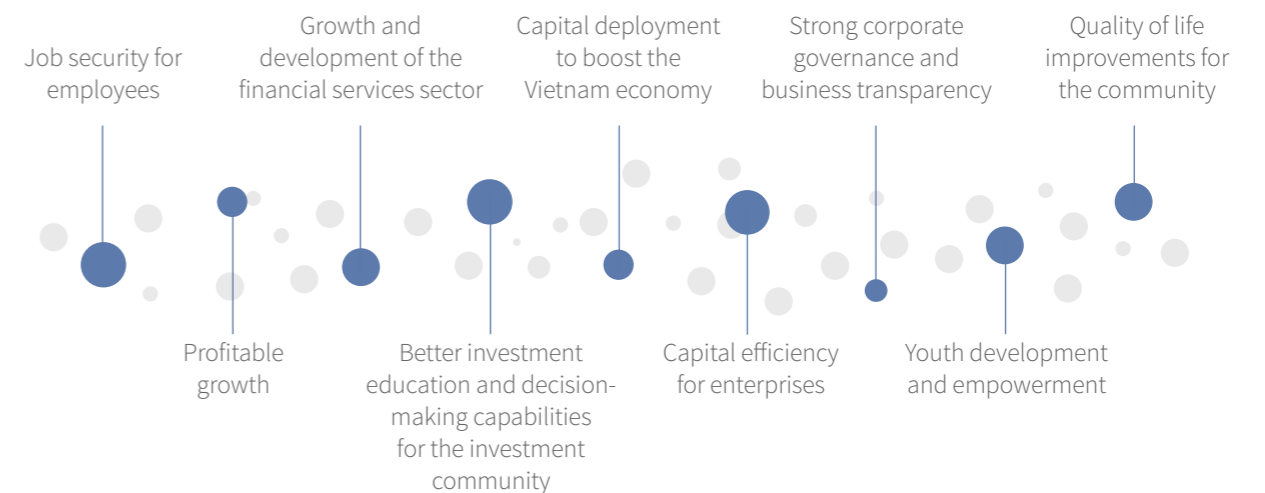 Job security for
employees
Growth and
development of the
financial services sector
Capital deployment
to boost the
Vietnam economy
Strong corporate
governance and
business transparency
Quality of life
improvements for
the community
Profitable
growth
Better investment
education and decision-
making capabilities
for the investment
community
Capital efficiency
for enterprises
Youth development
and empowerment